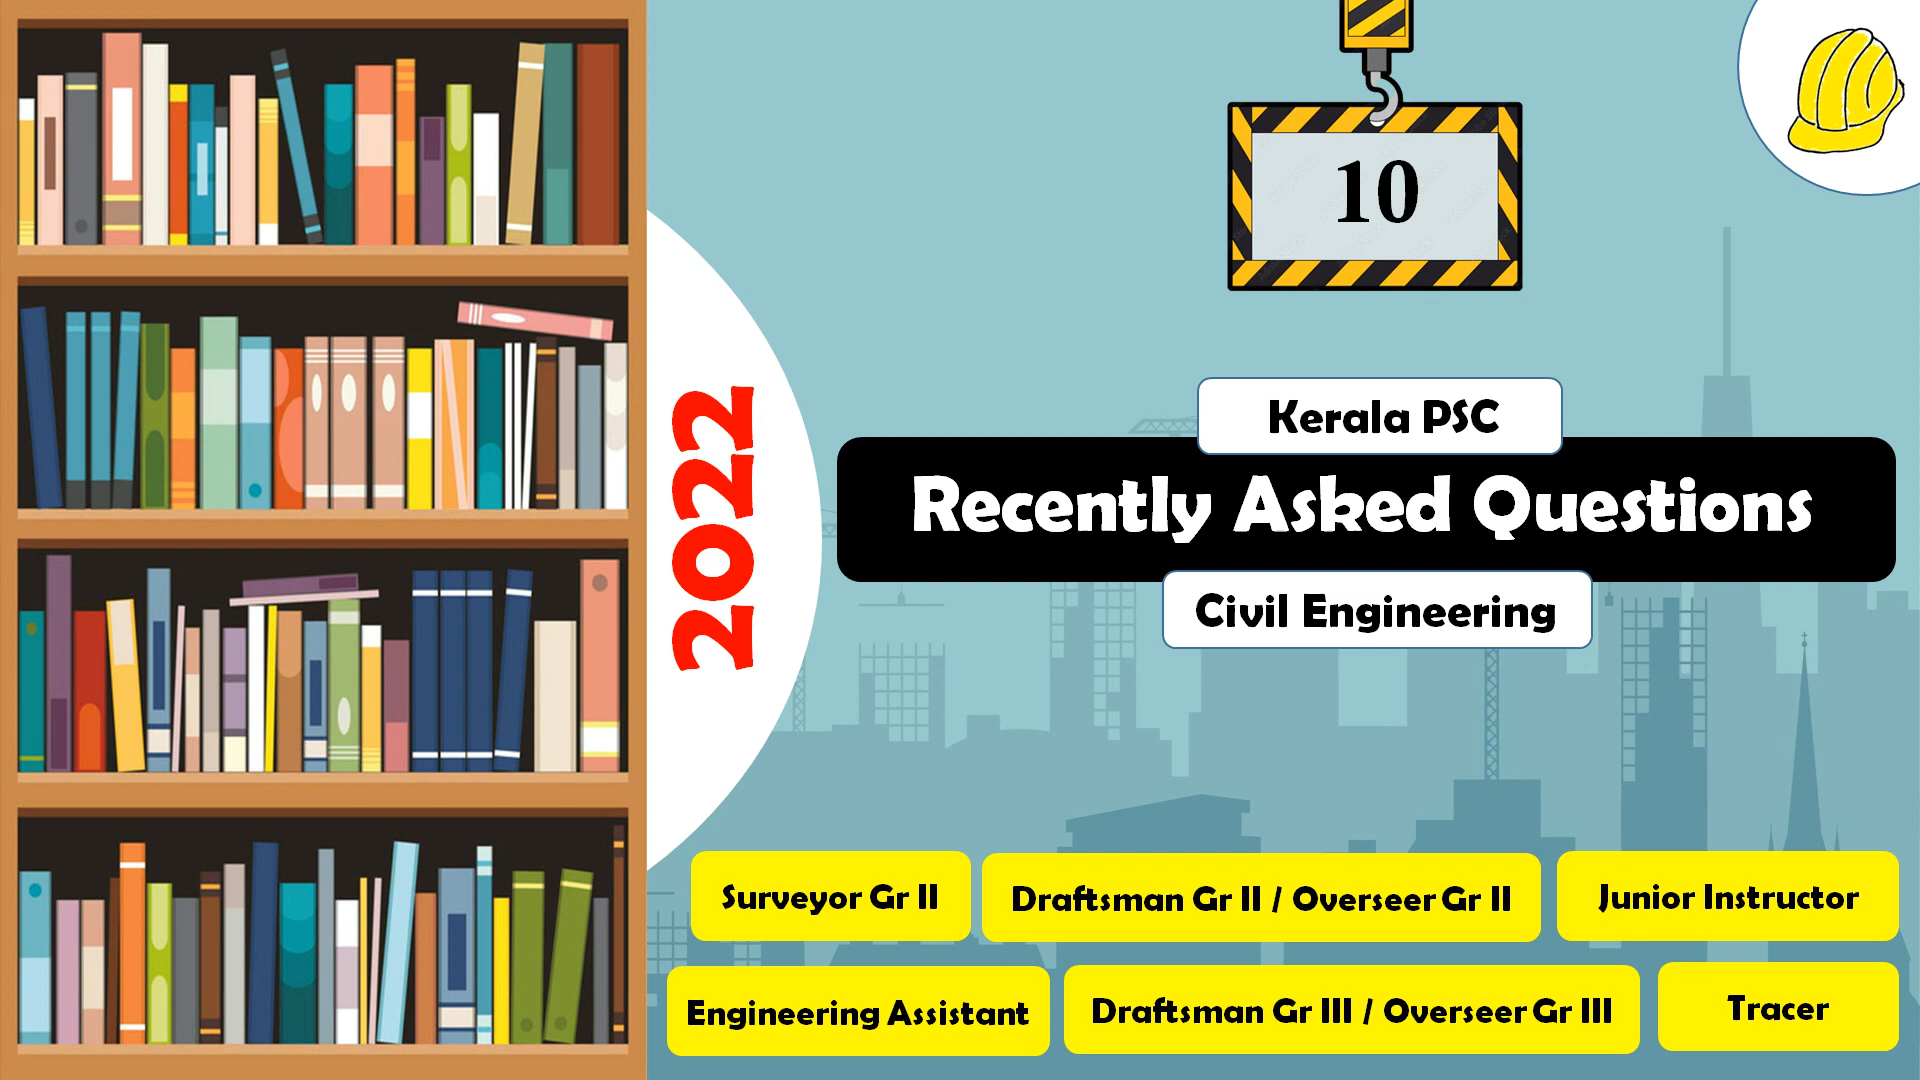 10
2022
Kerala PSC
Recently Asked Questions
Civil Engineering
Surveyor Gr II
Draftsman Gr II / Overseer Gr II
Junior Instructor
Engineering Assistant
Draftsman Gr III / Overseer Gr III
Tracer